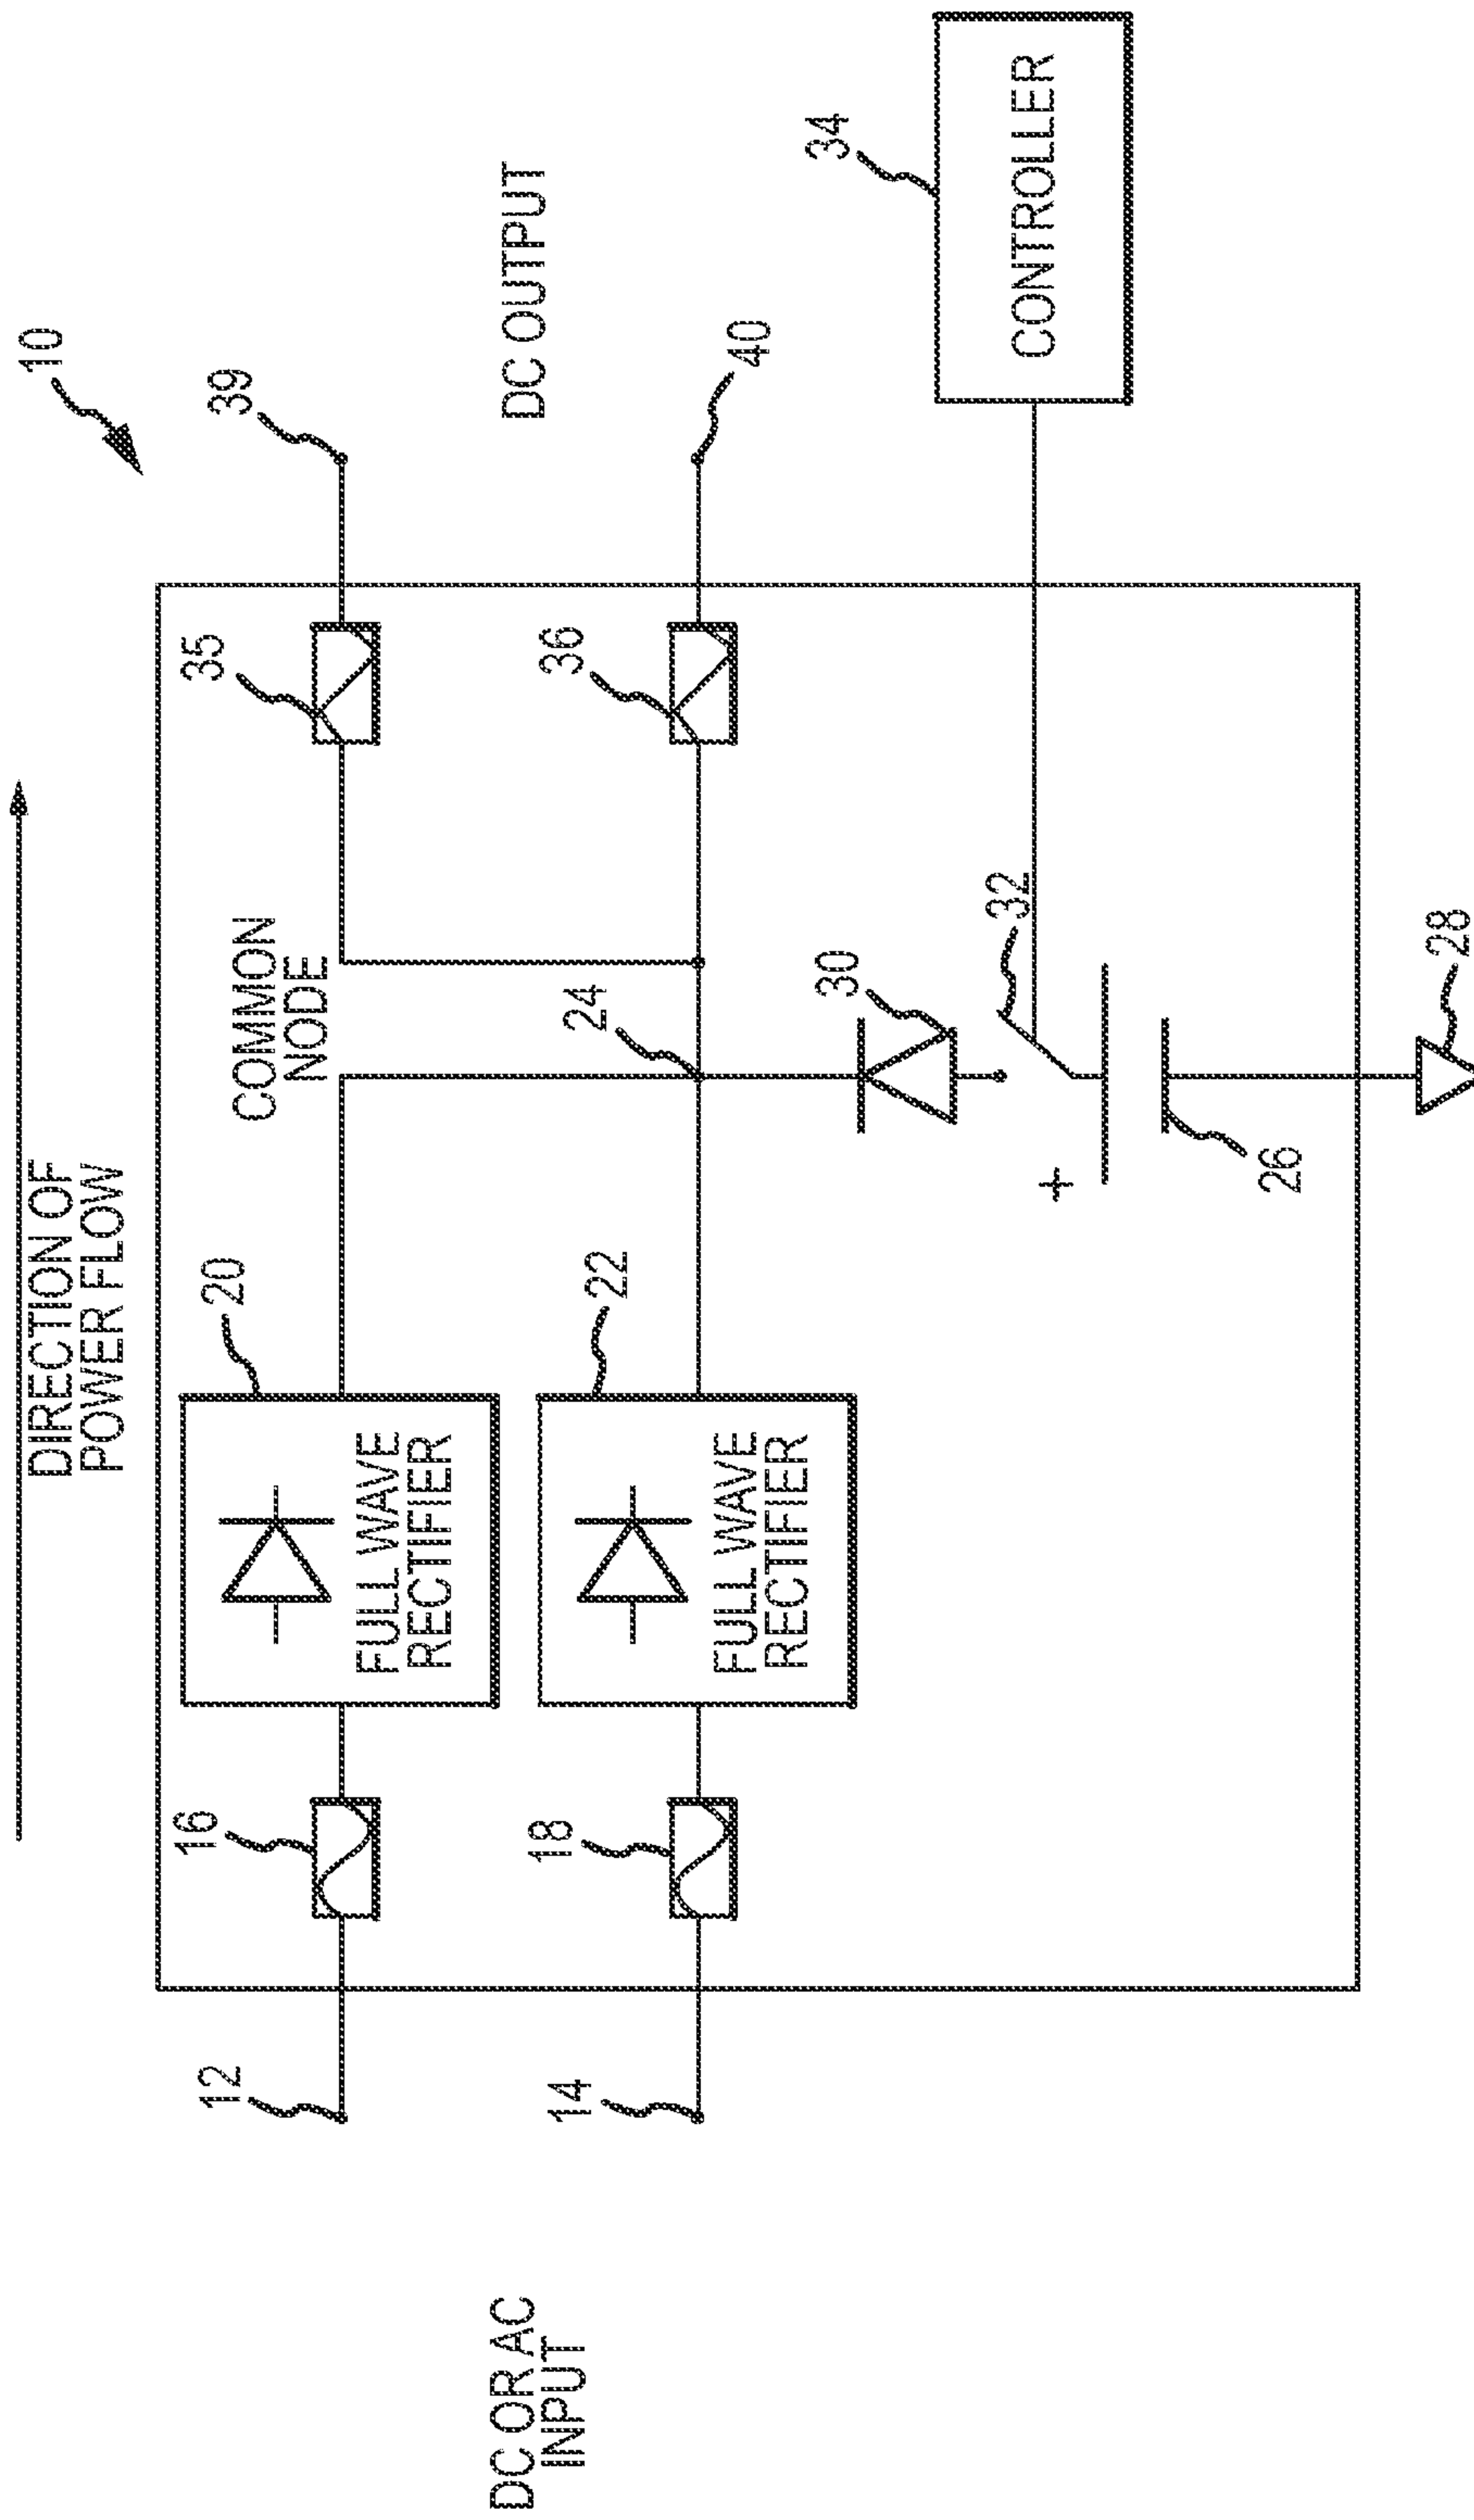 DIRECTION OF
POWER FLOW
10
12
16
20
COMMON
NODE
35
39
DC OR AC
INPUT
FULL WAVE
RECTIFIER
DC OUTPUT
14
18
22
24
36
40
FULL WAVE
RECTIFIER
30
34
+
32
CONTROLLER
26
28